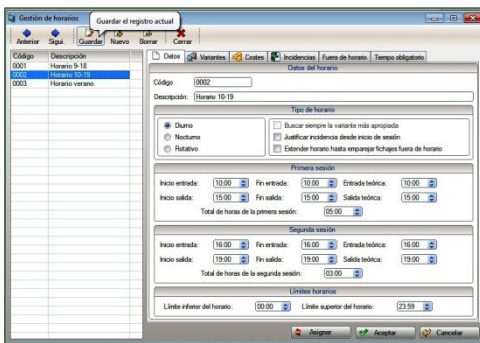 Gestión de horarios
Guardar el registro actual
Anterior Sigui. Guardar Nuevo Borrar Cerrar
Código Descripción
0001 Horario 9-18
0002 Horario 10-19
0003 Horario verano
Datos Variantes Costes Incidencias Fuera de horario Tiempo obligatorio
Datos del horario
Código 0002
Descripción: Horario 10-19
Tipo de horario
Diurno
Nocturno
Rotativo
Buscar siempre la variante más apropiada
Justificar incidencia desde inicio de sesión
Extender horario hasta emparejar fichajes fuera de horario
Primera sesión
Inicio entrada: 10:00 Fin entrada: 10:00 Entrada teórica: 10:00
Inicio salida: 15:00 Fin salida: 15:00 Salida teórica: 15:00
Total de horas de la primera sesión: 05:00
Segunda sesión
Inicio entrada: 16:00 Fin entrada: 16:00 Entrada teórica: 16:00
Inicio salida: 19:00 Fin salida: 19:00 Salida teórica: 19:00
Total de horas de la segunda sesión: 03:00
Límites horarios
Límite inferior del horario: 00:00 Límite superior del horario: 23:59
Asignar Aceptar Cancelar